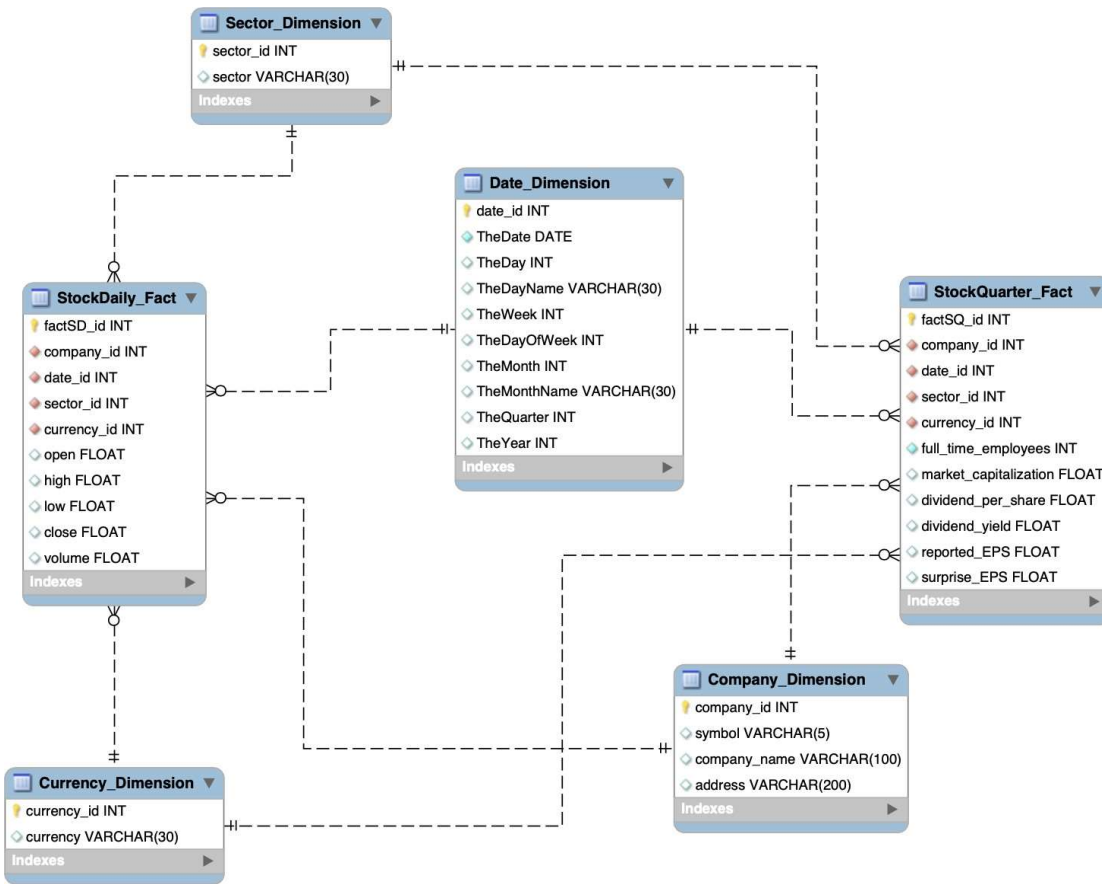 Sector_Dimension
sector_id INT
sector VARCHAR(30)
Indexes
Date_Dimension
date_id INT
TheDate DATE
TheDay INT
TheDayName VARCHAR(30)
TheWeek INT
TheDayOfWeek INT
TheMonth INT
TheMonthName VARCHAR(30)
TheQuarter INT
TheYear INT
Indexes
StockDaily_Fact
factSD_id INT
company_id INT
date_id INT
sector_id INT
currency_id INT
open FLOAT
high FLOAT
low FLOAT
close FLOAT
volume FLOAT
Indexes
StockQuarter_Fact
factSQ_id INT
company_id INT
date_id INT
sector_id INT
currency_id INT
full_time_employees INT
market_capitalization FLOAT
dividend_per_share FLOAT
dividend_yield FLOAT
reported_EPS FLOAT
surprise_EPS FLOAT
Indexes
Company_Dimension
company_id INT
symbol VARCHAR(5)
company_name VARCHAR(100)
address VARCHAR(200)
Indexes
Currency_Dimension
currency_id INT
currency VARCHAR(30)
Indexes